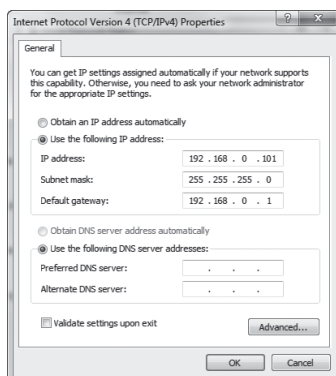 Internet Protocol Version 4 (TCP/IPv4) Properties
General
You can get IP settings assigned automatically if your network supports
this capability. Otherwise, you need to ask your network administrator
for the appropriate IP settings.
Obtain an IP address automatically
Use the following IP address:
IP address: 192 . 168 . 0 . 101
Subnet mask: 255 . 255 . 255 . 0
Default gateway: 192 . 168 . 0 . 1
Obtain DNS server address automatically
Use the following DNS server addresses:
Preferred DNS server: . . .
Alternate DNS server: . . .
Validate settings upon exit
Advanced...
OK Cancel